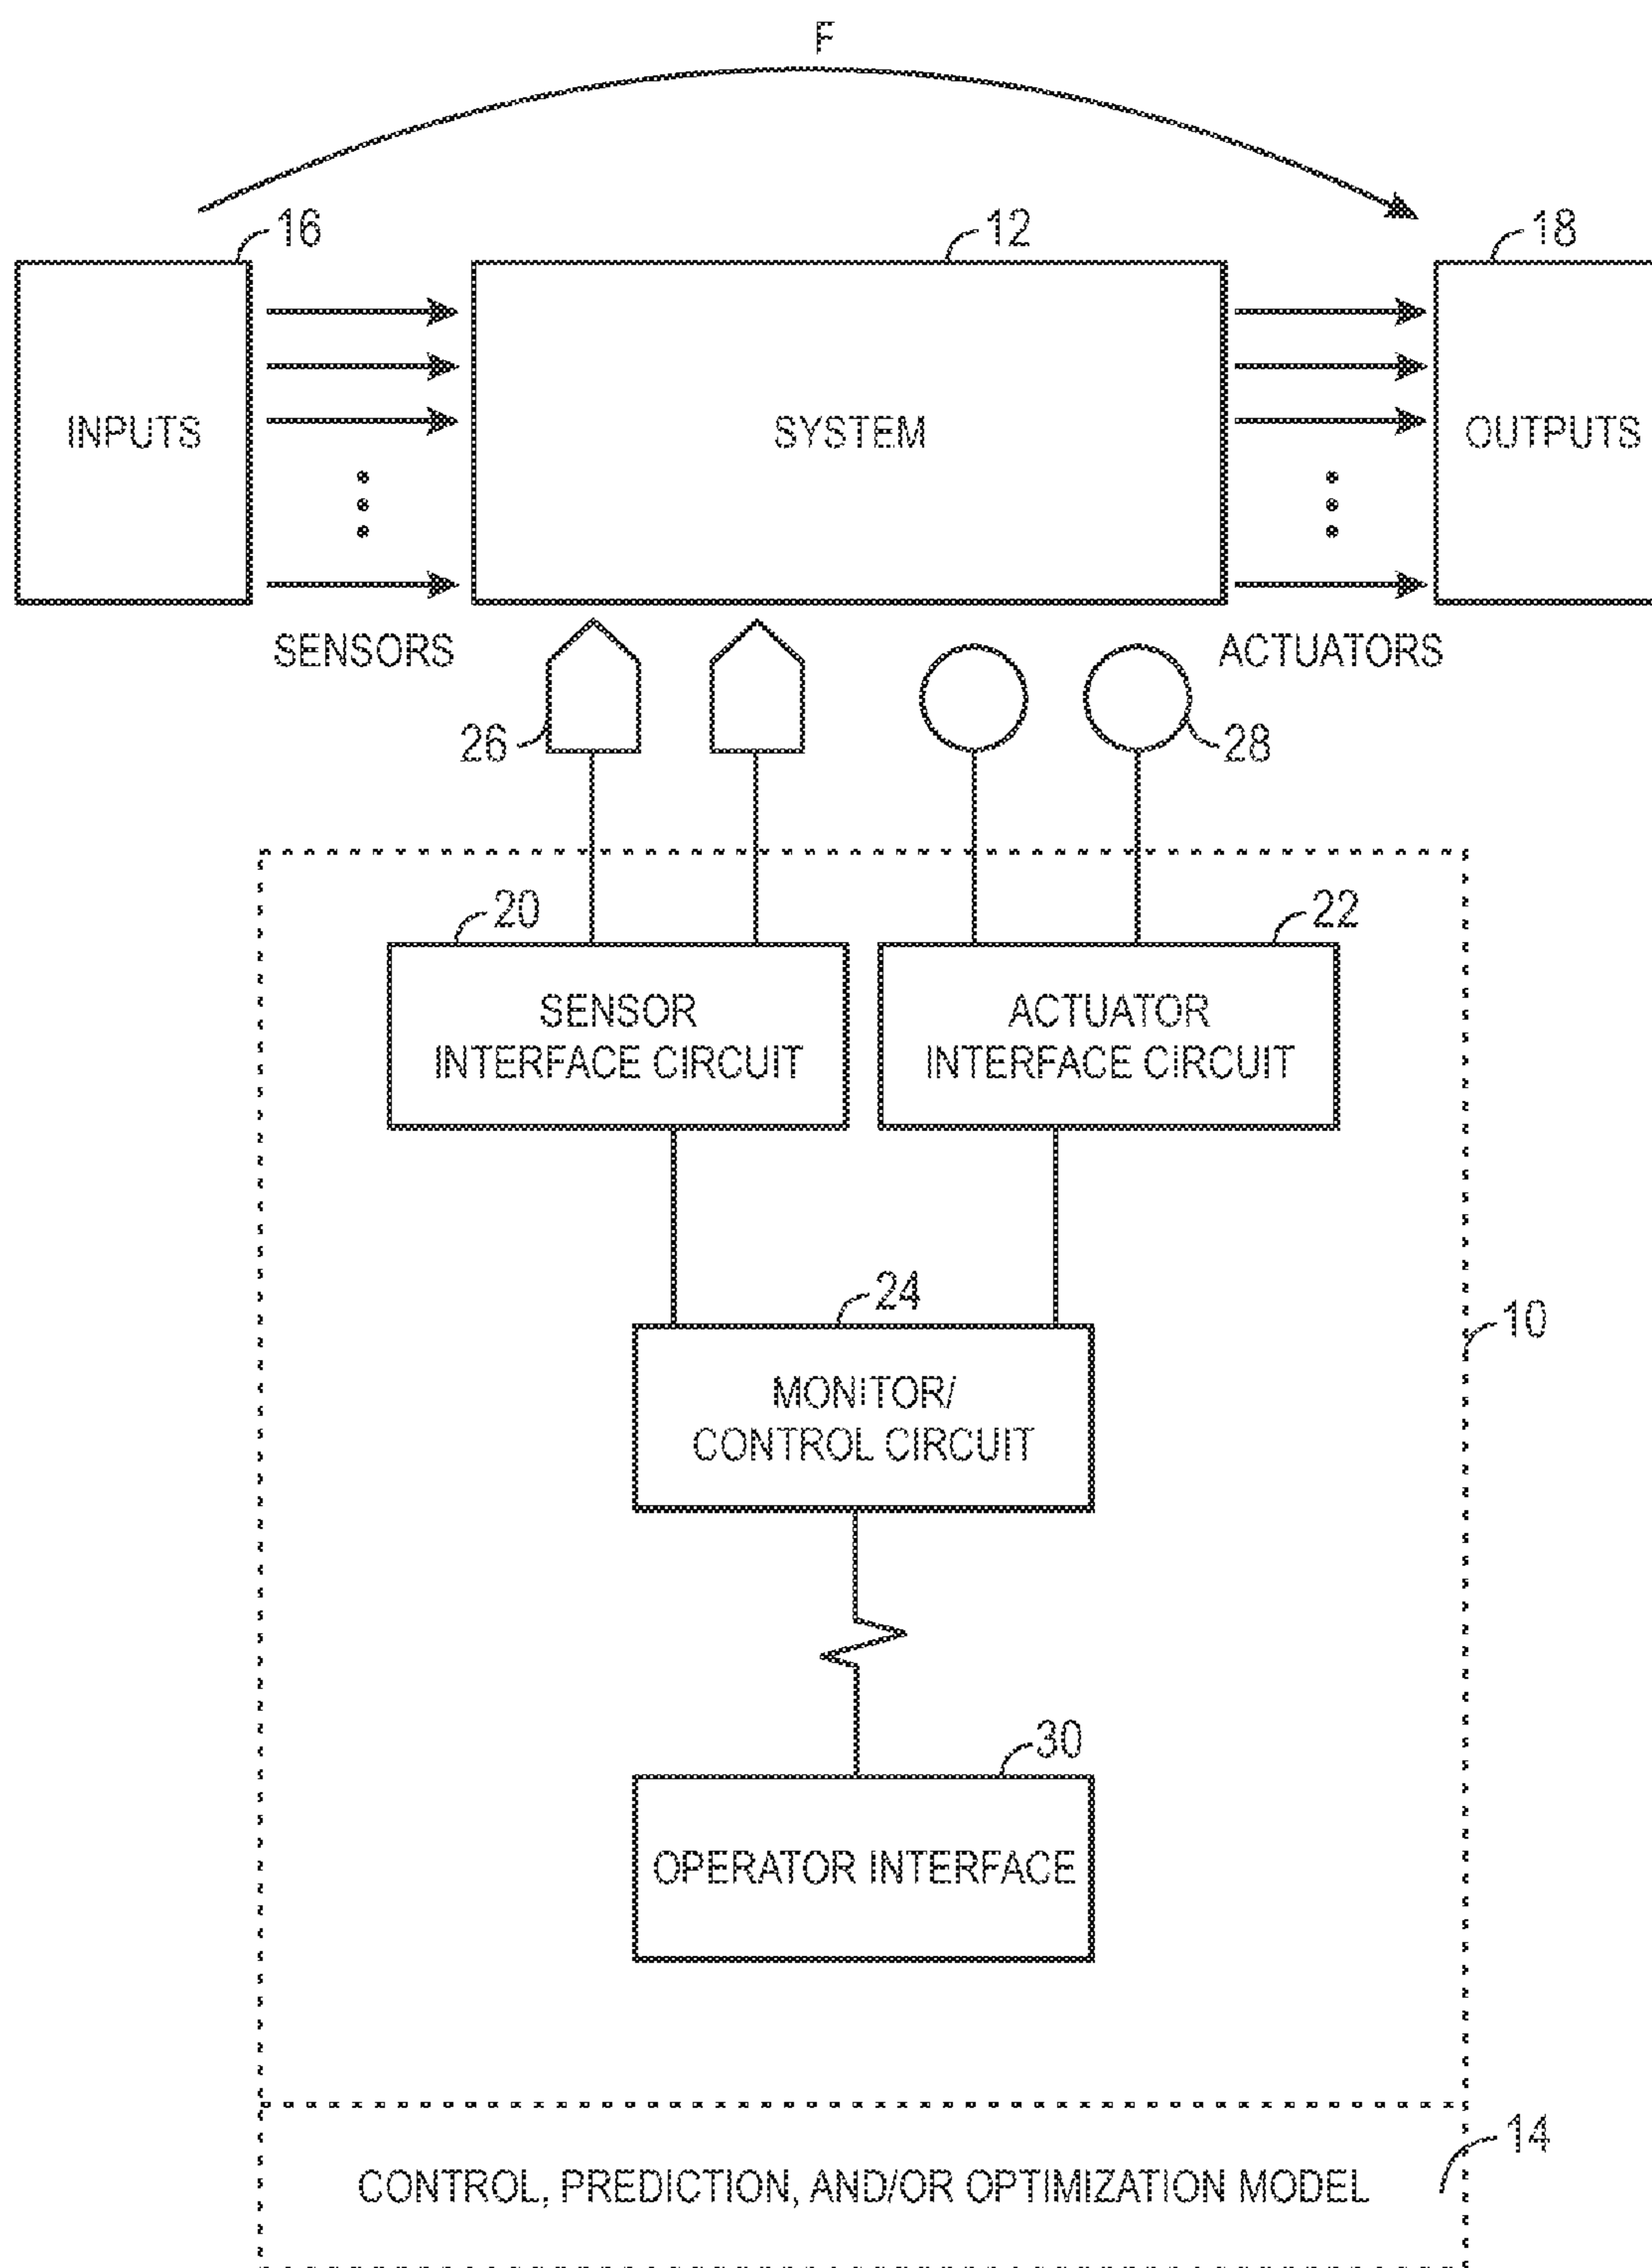 F
16
12
18
INPUTS
SYSTEM
OUTPUTS
SENSORS
ACTUATORS
26
28
20
22
SENSOR
INTERFACE CIRCUIT
ACTUATOR
INTERFACE CIRCUIT
24
10
MONITOR/
CONTROL CIRCUIT
30
OPERATOR INTERFACE
14
CONTROL, PREDICTION, AND/OR OPTIMIZATION MODEL